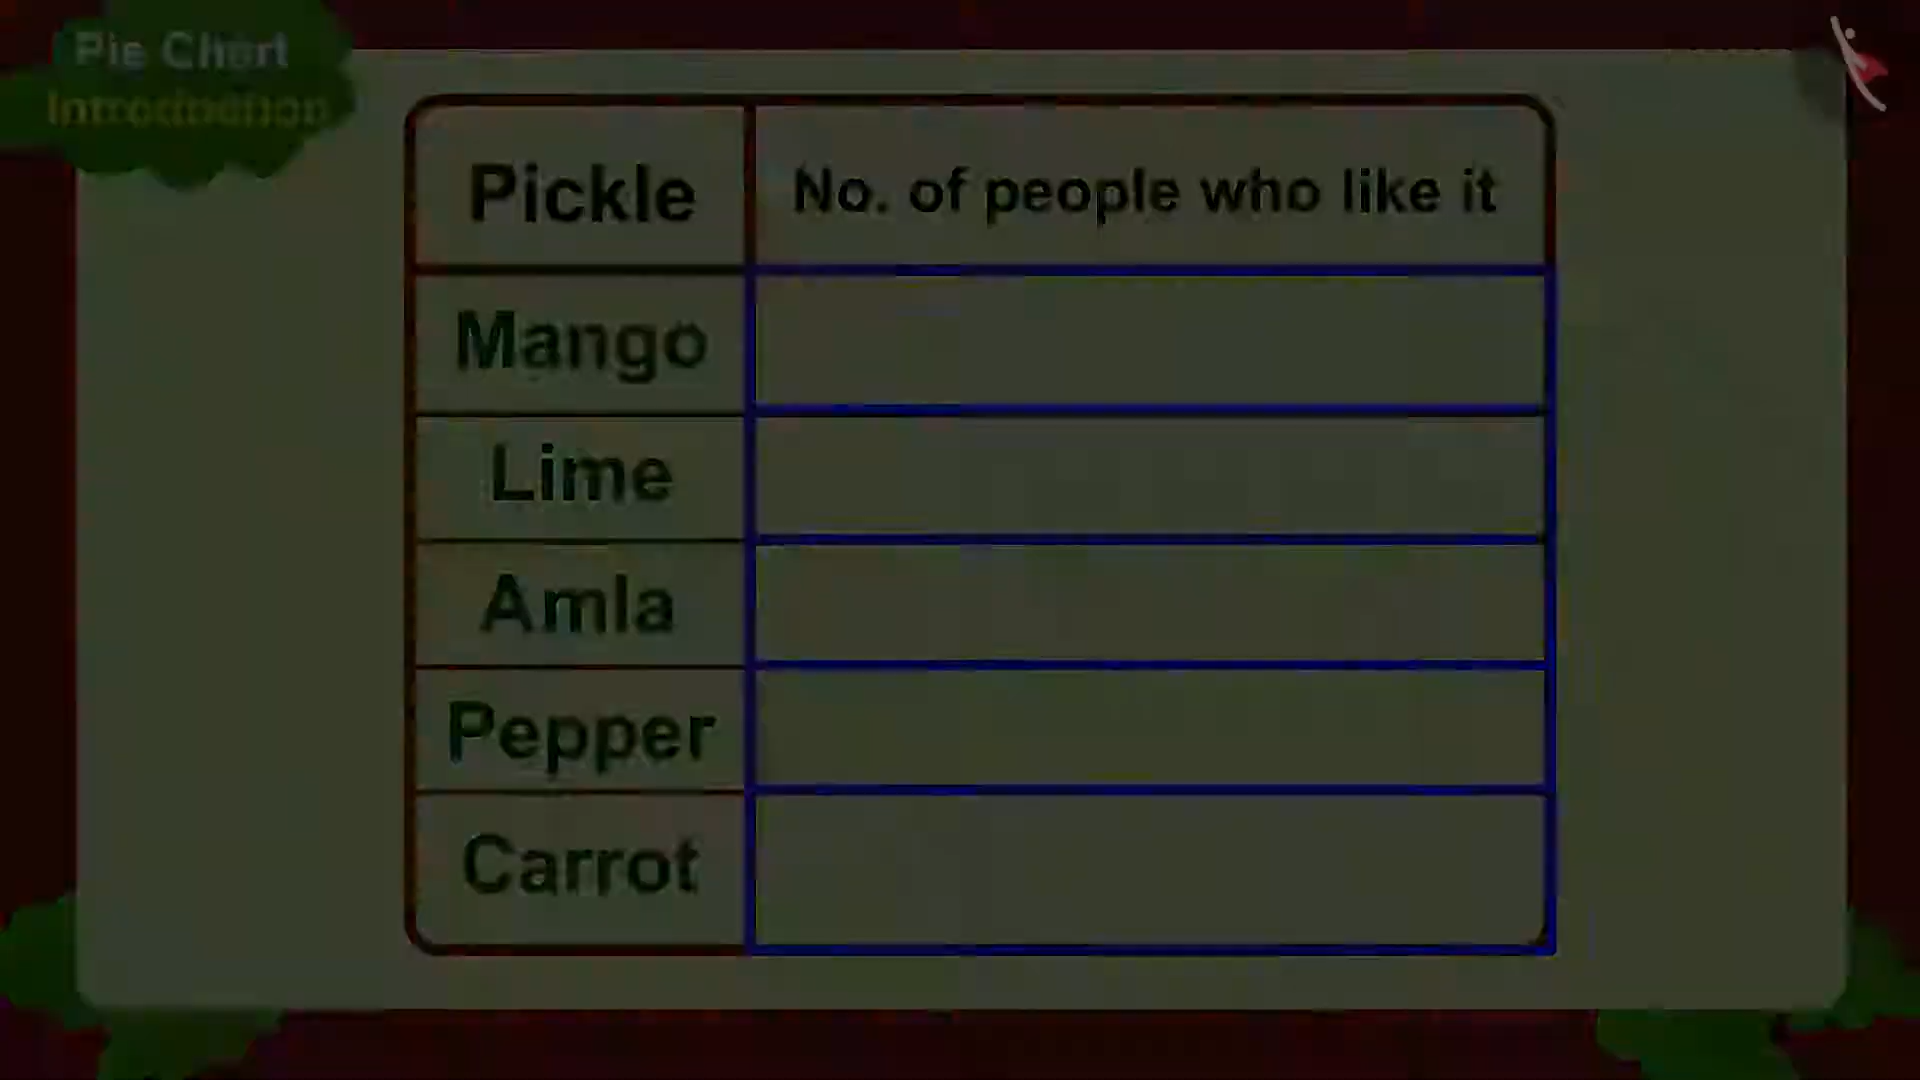 Pie Chart
Introduction
Pickle No. of people who like it
Mango
Lime
Amla
Pepper
Carrot